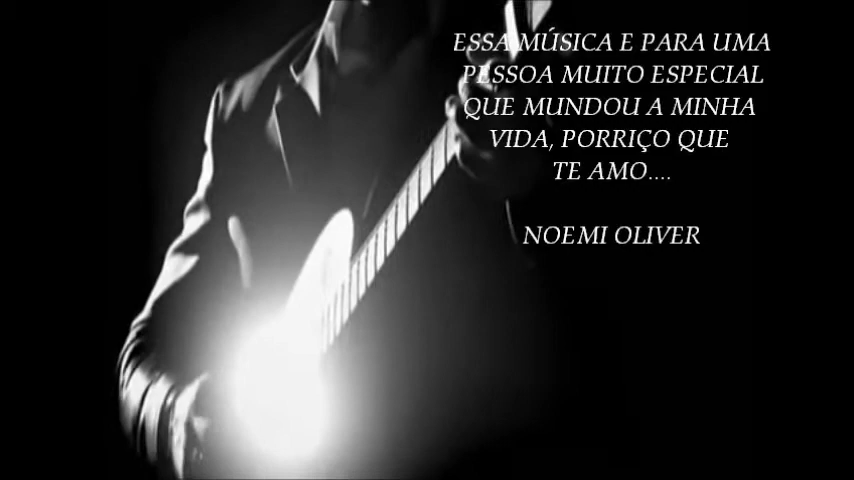 ESSA MÚSICA E PARA UMA
PESSOA MUITO ESPECIAL
QUE MUNDOU A MINHA
VIDA, PORRIÇO QUE
TE AMO....
NOEMI OLIVER